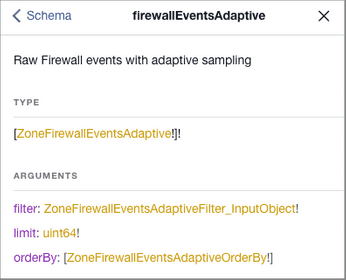 Schema
firewallEventsAdaptive
Raw Firewall events with adaptive sampling
TYPE
[ZoneFirewallEventsAdaptive!]!
ARGUMENTS
filter: ZoneFirewallEventsAdaptiveFilter_InputObject!
limit: uint64!
orderBy: [ZoneFirewallEventsAdaptiveOrderBy!]